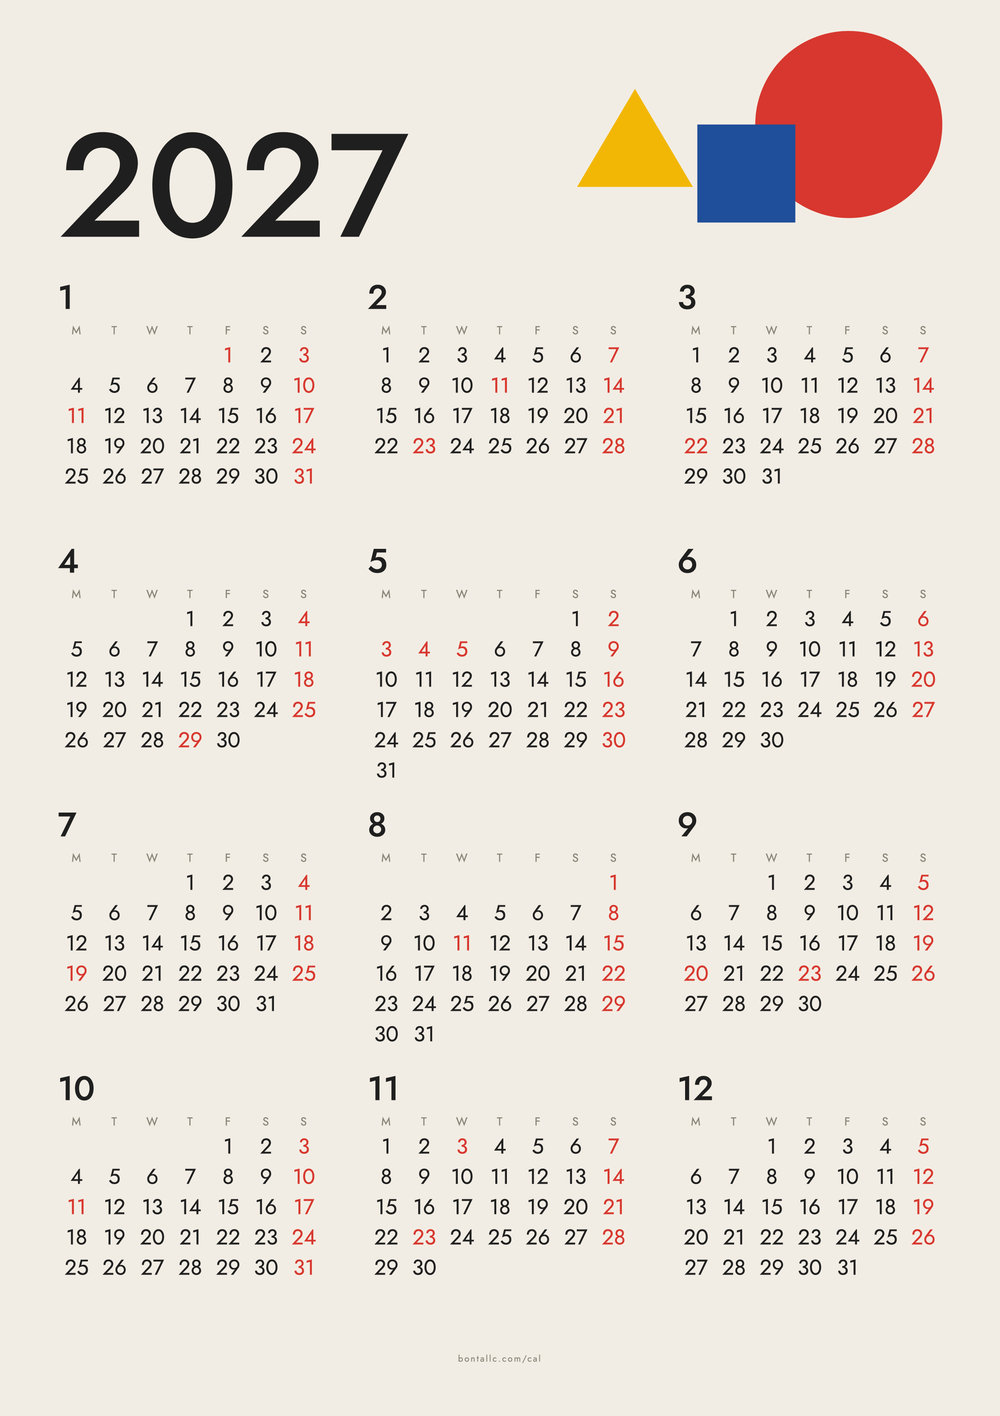 2027
1 2 3
M T W T F S S M T W T F S S M T W T F S S
1 2 3 1 2 3 4 5 6 7 1 2 3 4 5 6 7
4 5 6 7 8 9 10 8 9 10 11 12 13 14 8 9 10 11 12 13 14
11 12 13 14 15 16 17 15 16 17 18 19 20 21 15 16 17 18 19 20 21
18 19 20 21 22 23 24 22 23 24 25 26 27 28 22 23 24 25 26 27 28
25 26 27 28 29 30 31 29 30 31
4 5 6
M T W T F S S M T W T F S S M T W T F S S
1 2 3 4 1 2 1 2 3 4 5 6
5 6 7 8 9 10 11 3 4 5 6 7 8 9 7 8 9 10 11 12 13
12 13 14 15 16 17 18 10 11 12 13 14 15 16 14 15 16 17 18 19 20
19 20 21 22 23 24 25 17 18 19 20 21 22 23 21 22 23 24 25 26 27
26 27 28 29 30 24 25 26 27 28 29 30 28 29 30
31
7 8 9
M T W T F S S M T W T F S S M T W T F S S
1 2 3 4 1 1 2 3 4 5
5 6 7 8 9 10 11 2 3 4 5 6 7 8 6 7 8 9 10 11 12
12 13 14 15 16 17 18 9 10 11 12 13 14 15 13 14 15 16 17 18 19
19 20 21 22 23 24 25 16 17 18 19 20 21 22 20 21 22 23 24 25 26
26 27 28 29 30 31 23 24 25 26 27 28 29 27 28 29 30
30 31
10 11 12
M T W T F S S M T W T F S S M T W T F S S
1 2 3 1 2 3 4 5 6 7 1 2 3 4 5
4 5 6 7 8 9 10 8 9 10 11 12 13 14 6 7 8 9 10 11 12
11 12 13 14 15 16 17 15 16 17 18 19 20 21 13 14 15 16 17 18 19
18 19 20 21 22 23 24 22 23 24 25 26 27 28 20 21 22 23 24 25 26
25 26 27 28 29 30 31 29 30 27 28 29 30 31
bontallc.com/cal